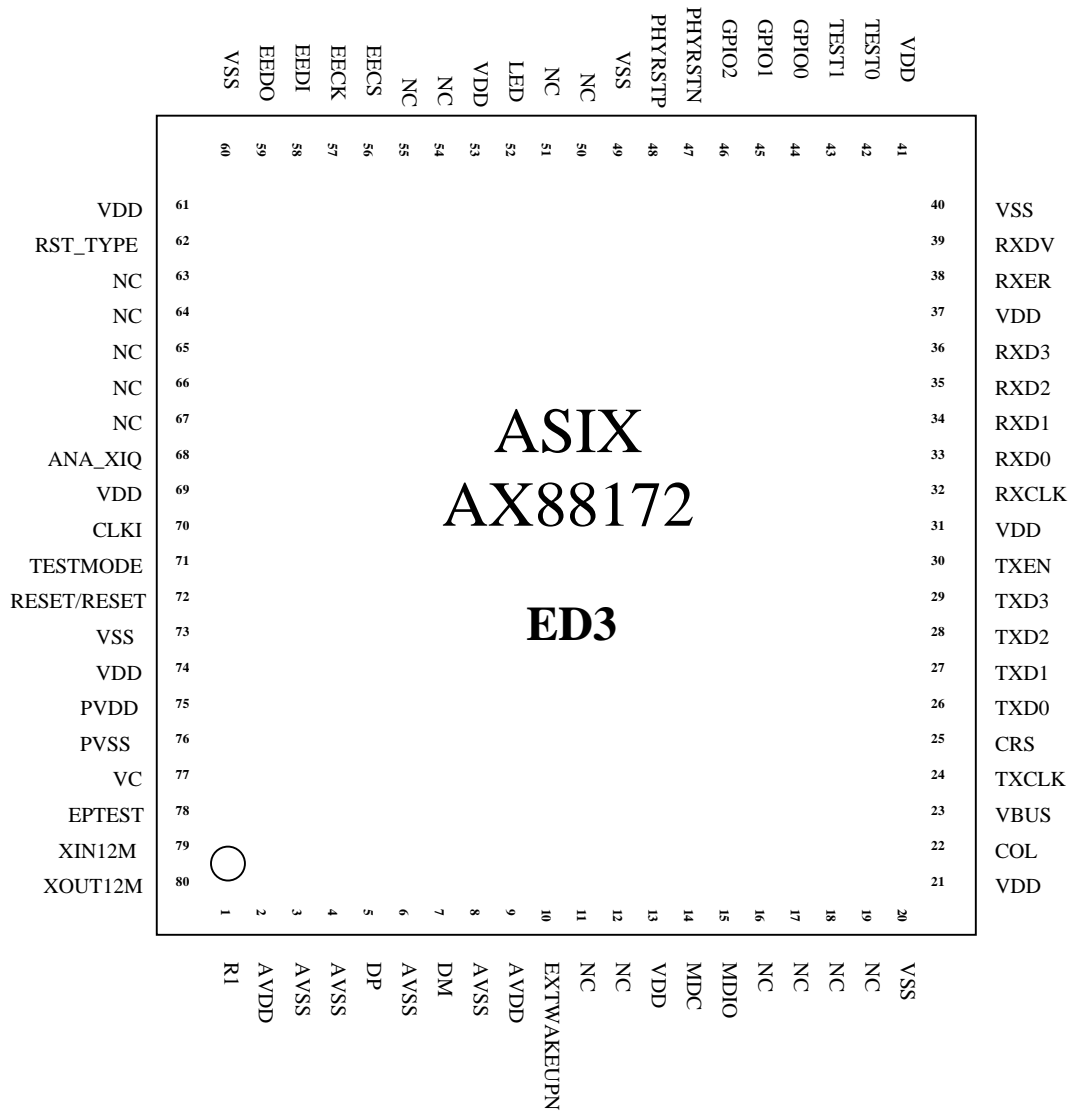 VSS
EEDO
EEDI
EECK
EECS
NC
NC
VDD
LED
NC
NC
VSS
PHYRSTP
PHYRSTN
GPIO2
GPIO1
GPIO0
TEST1
TEST0
VDD
60
59
58
57
56
55
54
53
52
51
50
49
48
47
46
45
44
43
42
41
VDD 61
RST_TYPE 62
NC 63
NC 64
NC 65
NC 66
NC 67
ANA_XIQ 68
VDD 69
CLKI 70
TESTMODE 71
RESET/RESET 72
VSS 73
VDD 74
PVDD 75
PVSS 76
VC 77
EPTEST 78
XIN12M 79
XOUT12M 80
ASIX
AX88172
ED3
40 VSS
39 RXDV
38 RXER
37 VDD
36 RXD3
35 RXD2
34 RXD1
33 RXD0
32 RXCLK
31 VDD
30 TXEN
29 TXD3
28 TXD2
27 TXD1
26 TXD0
25 CRS
24 TXCLK
23 VBUS
22 COL
21 VDD
1
2
3
4
5
6
7
8
9
10
11
12
13
14
15
16
17
18
19
20
R1
AVDD
AVSS
AVSS
DP
AVSS
DM
AVSS
AVDD
EXTWAKEUPN
NC
NC
VDD
MDC
MDIO
NC
NC
NC
NC
VSS